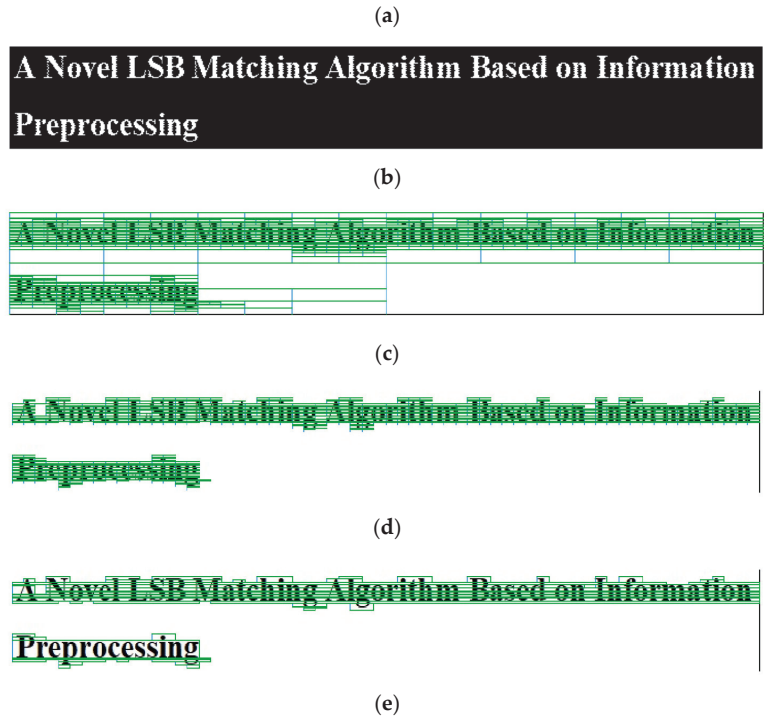 (a)
A Novel LSB Matching Algorithm Based on Information
Preprocessing
(b)
A Novel LSB Matching Algorithm Based on Information
Preprocessing
(c)
A Novel LSB Matching Algorithm Based on Information
Preprocessing
(d)
A Novel LSB Matching Algorithm Based on Information
Preprocessing
(e)